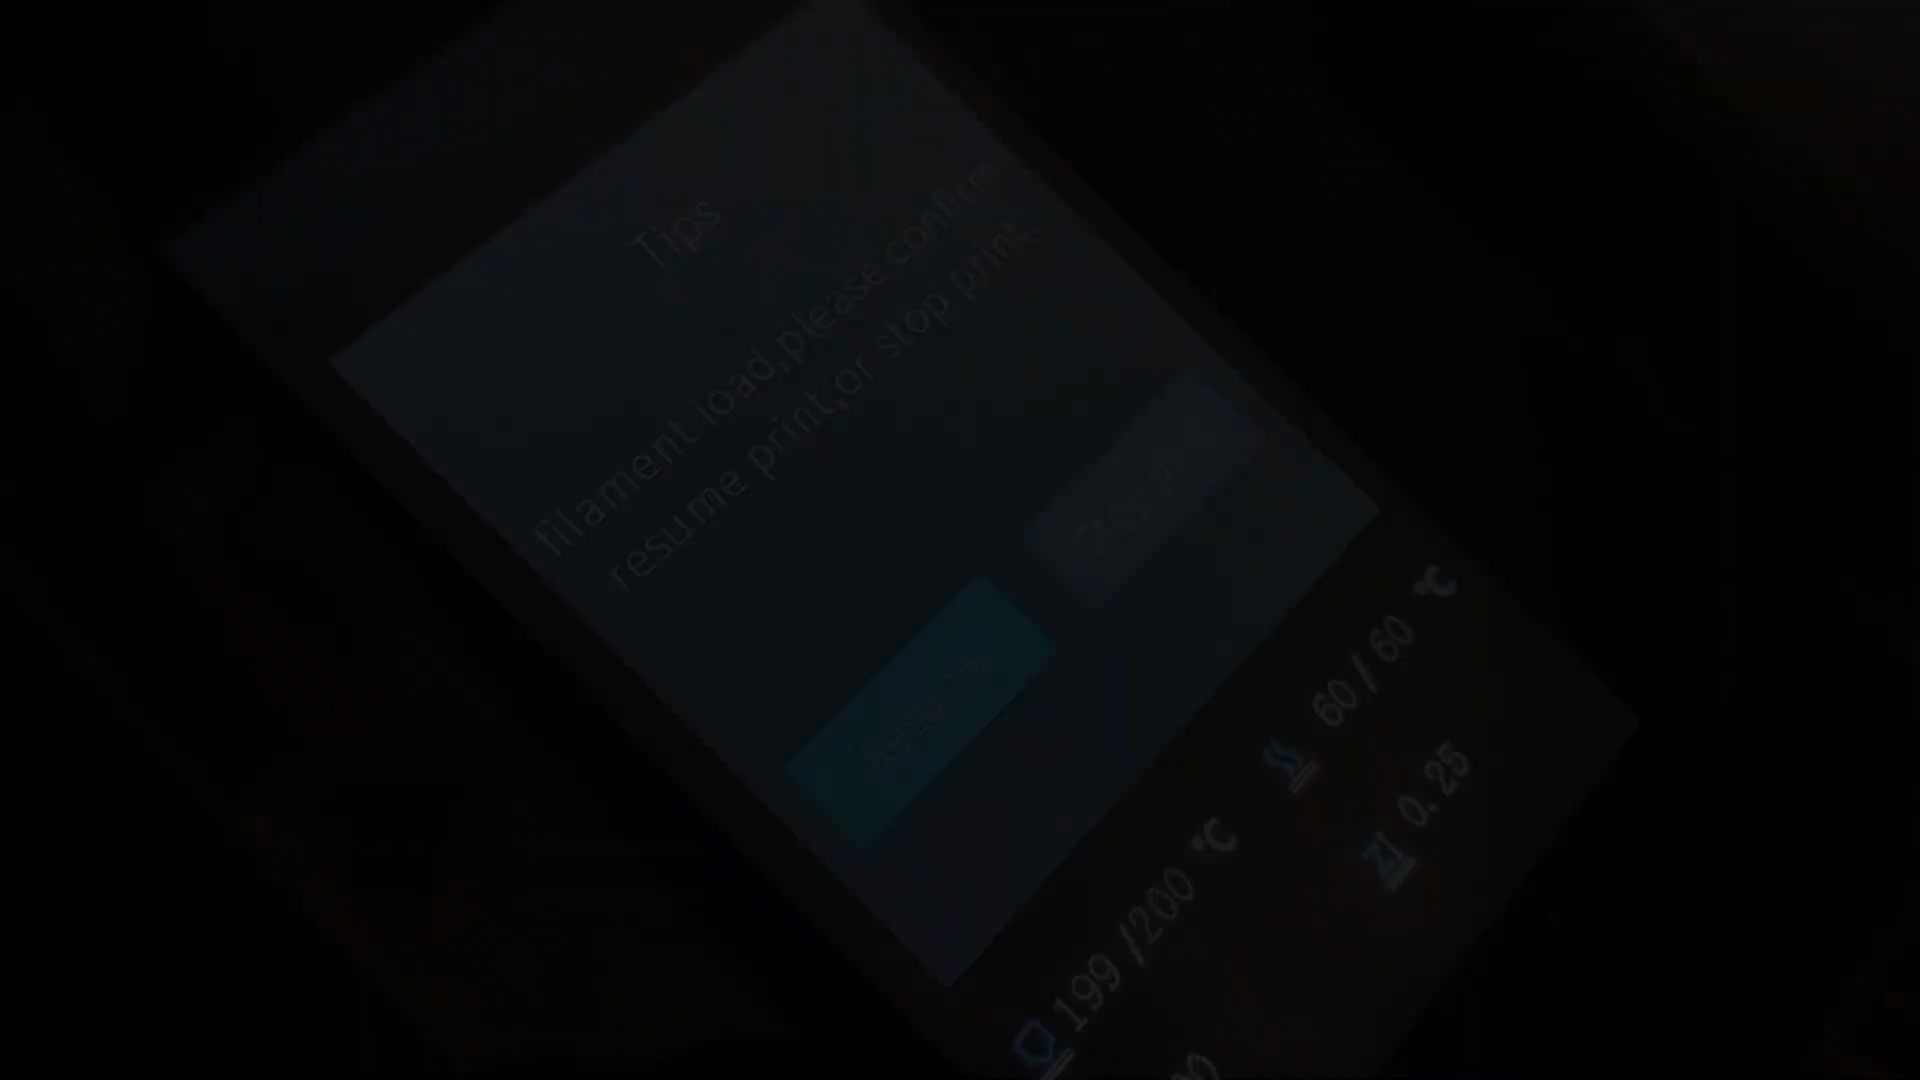 Tips
filament load,please confirm
resume print,or stop print.
199 /200 ℃
60 / 60 ℃
0.25